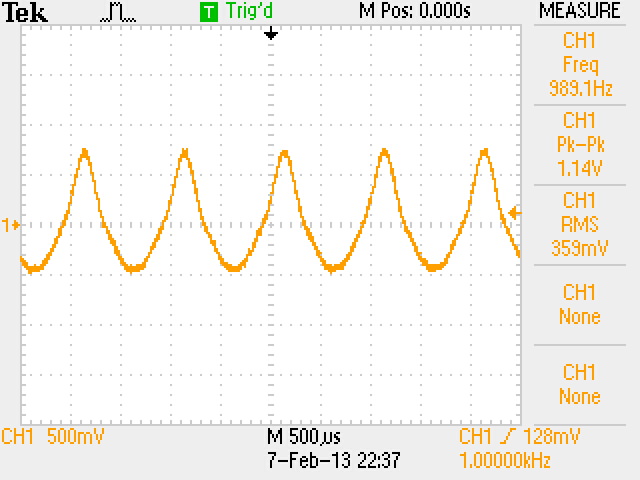 Tek T Trig'd M Pos: 0.000s MEASURE
CH1
Freq
989.1Hz
CH1
Pk-Pk
1.14V
CH1
RMS
359mV
CH1
None
CH1
None
1
CH1 500mV M 500µs CH1 128mV
7-Feb-13 22:37 1.00000kHz